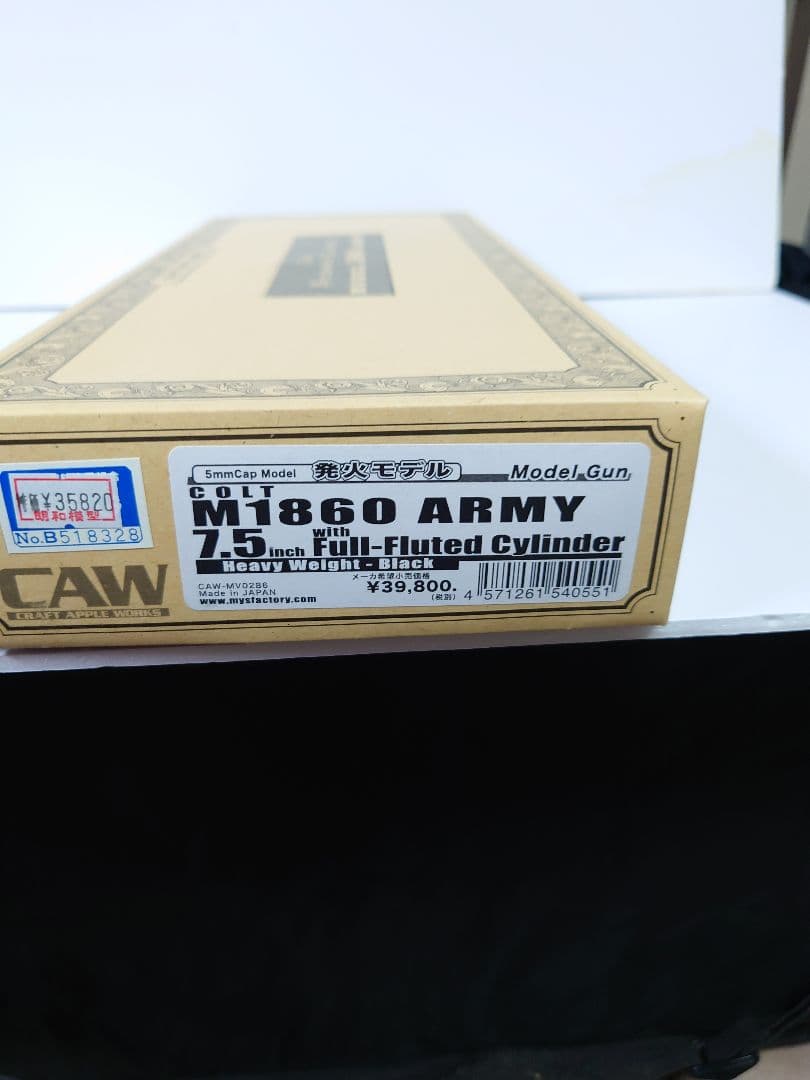 ¥35820
明和模型
No.B518328
CAW
CRAFT APPLE WORKS
5mmCap Model 発火モデル Model Gun
COLT
M1860 ARMY
7.5inch with Full-Fluted Cylinder
Heavy Weight - Black
CAW-MV0286
Made in JAPAN
www.mysfactory.com
メーカ希望小売価格
¥39,800.
(税別)
4 571261 540551